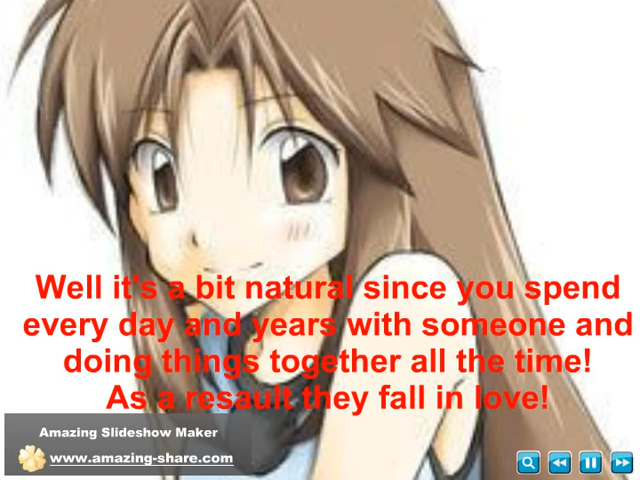 Well it's a bit natural since you spend
every day and years with someone and
doing things together all the time!
As a resault they fall in love!
Amazing Slideshow Maker
www.amazing-share.com